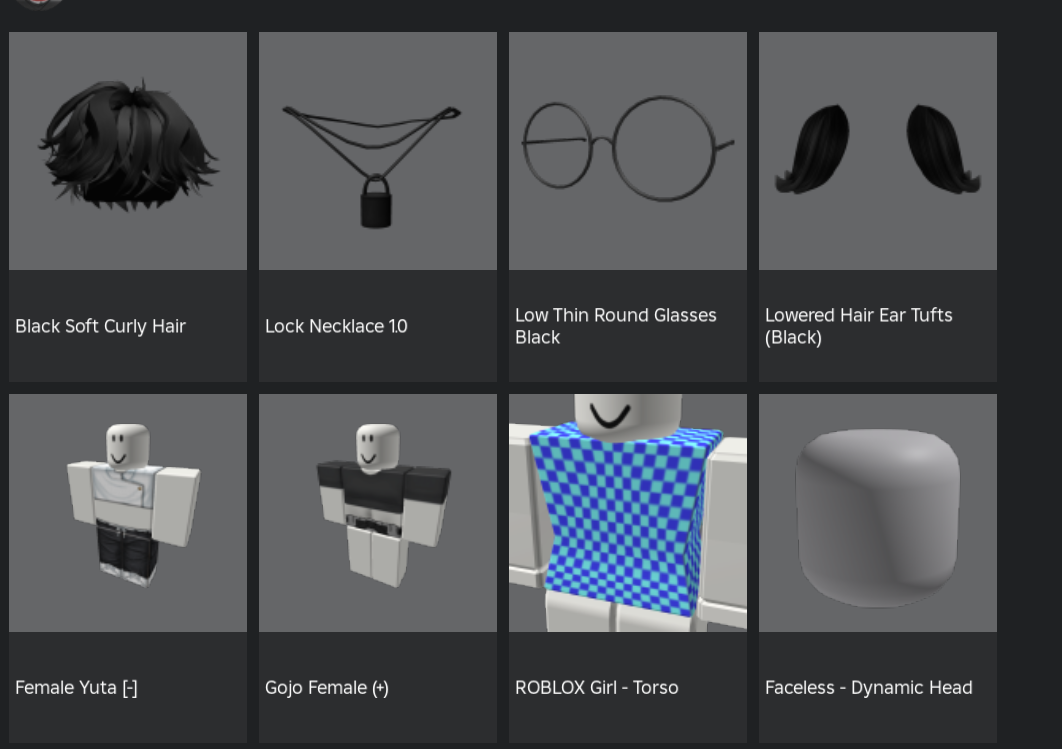 Black Soft Curly Hair
Lock Necklace 1.0
Low Thin Round Glasses
Black
Lowered Hair Ear Tufts
(Black)
Female Yuta [-]
Gojo Female (+)
ROBLOX Girl - Torso
Faceless - Dynamic Head